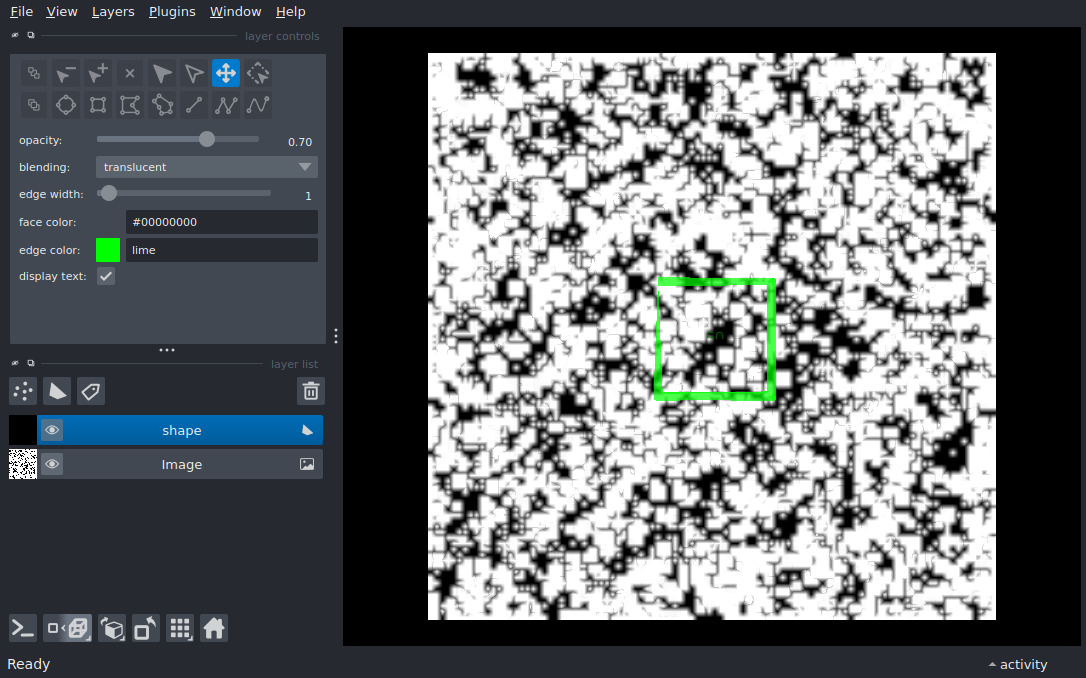 File View Layers Plugins Window Help
layer controls
opacity: 0.70
blending: translucent
edge width: 1
face color: #00000000
edge color: lime
display text:
layer list
shape
Image
Ready
activity